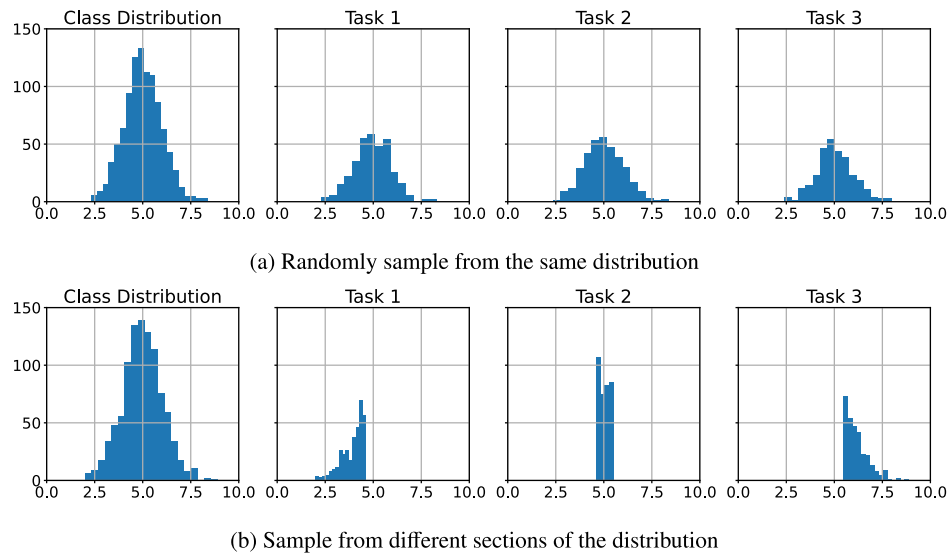 Class Distribution Task 1 Task 2 Task 3
150
100
50
0
0.0 2.5 5.0 7.5 10.0 0.0 2.5 5.0 7.5 10.0 0.0 2.5 5.0 7.5 10.0 0.0 2.5 5.0 7.5 10.0
(a) Randomly sample from the same distribution
Class Distribution Task 1 Task 2 Task 3
150
100
50
0
0.0 2.5 5.0 7.5 10.0 0.0 2.5 5.0 7.5 10.0 0.0 2.5 5.0 7.5 10.0 0.0 2.5 5.0 7.5 10.0
(b) Sample from different sections of the distribution